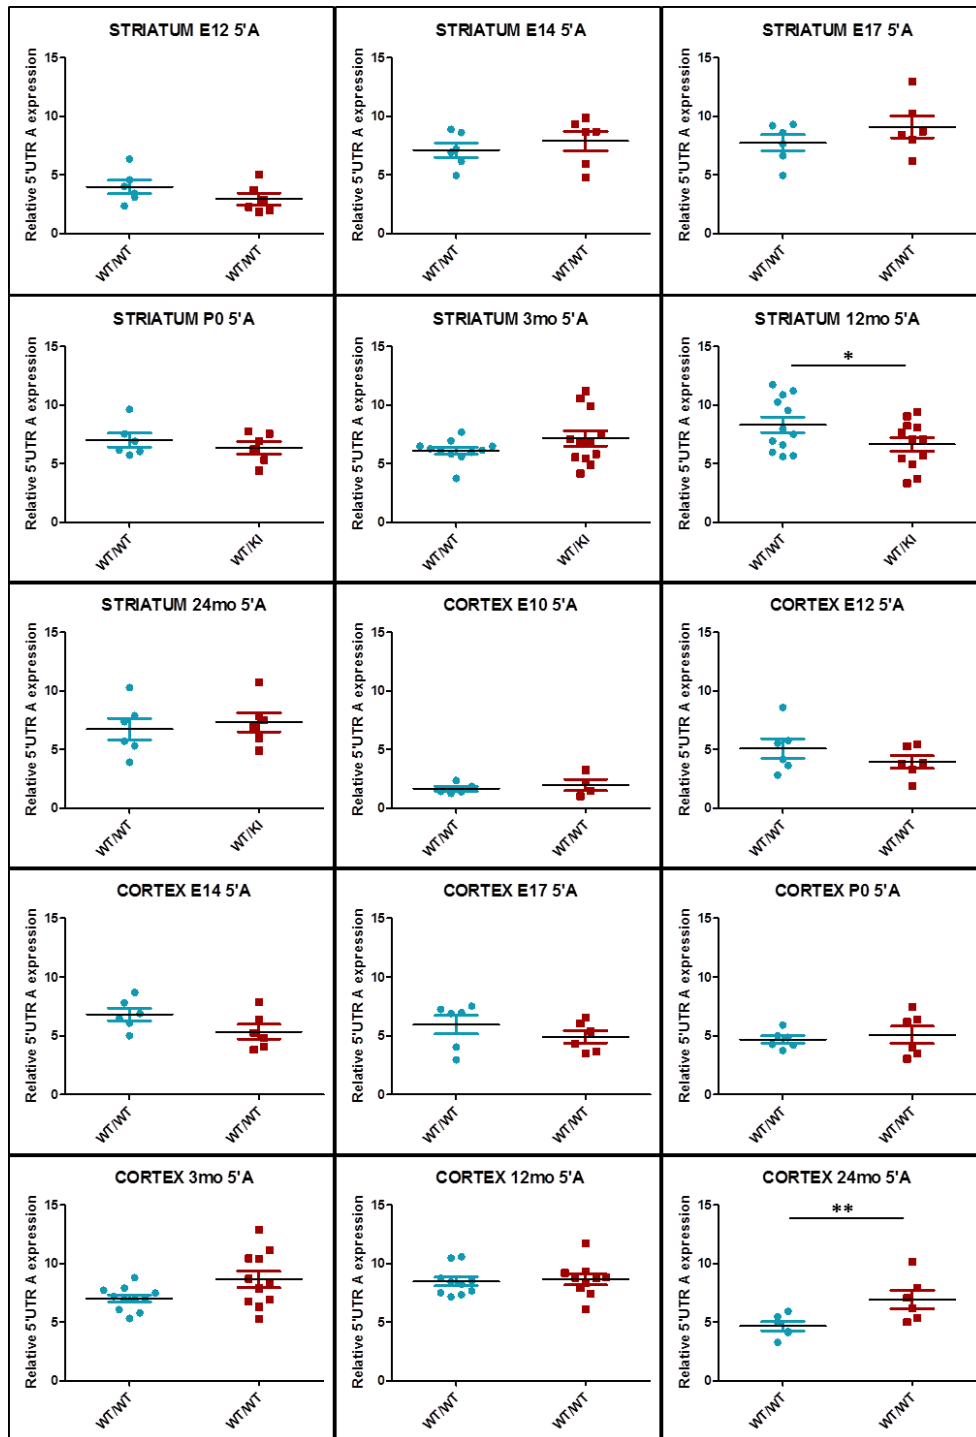 STRIATUM E12 5'A
Relative 5'UTR A expression
15
10
5
0
WT/WT
WT/WT
STRIATUM E14 5'A
Relative 5'UTR A expression
15
10
5
0
WT/WT
WT/WT
STRIATUM E17 5'A
Relative 5'UTR A expression
15
10
5
0
WT/WT
WT/WT
STRIATUM P0 5'A
Relative 5'UTR A expression
15
10
5
0
WT/WT
WT/KI
STRIATUM 3mo 5'A
Relative 5'UTR A expression
15
10
5
0
WT/WT
WT/KI
STRIATUM 12mo 5'A
Relative 5'UTR A expression
15
10
5
0
*
WT/WT
WT/KI
STRIATUM 24mo 5'A
Relative 5'UTR A expression
15
10
5
0
WT/WT
WT/KI
CORTEX E10 5'A
Relative 5'UTR A expression
15
10
5
0
WT/WT
WT/WT
CORTEX E12 5'A
Relative 5'UTR A expression
15
10
5
0
WT/WT
WT/WT
CORTEX E14 5'A
Relative 5'UTR A expression
15
10
5
0
WT/WT
WT/WT
CORTEX E17 5'A
Relative 5'UTR A expression
15
10
5
0
WT/WT
WT/WT
CORTEX P0 5'A
Relative 5'UTR A expression
15
10
5
0
WT/WT
WT/WT
CORTEX 3mo 5'A
Relative 5'UTR A expression
15
10
5
0
WT/WT
WT/WT
CORTEX 12mo 5'A
Relative 5'UTR A expression
15
10
5
0
WT/WT
WT/WT
CORTEX 24mo 5'A
Relative 5'UTR A expression
15
10
5
0
**
WT/WT
WT/WT